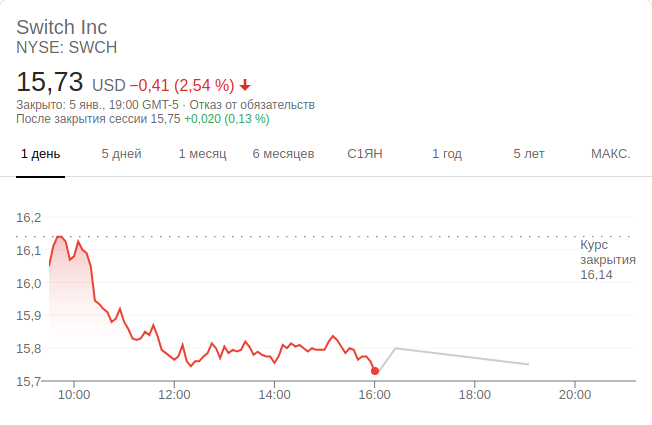 Switch Inc
NYSE: SWCH
15,73 USD −0,41 (2,54 %)
Закрыто: 5 янв., 19:00 GMT-5 · Отказ от обязательств
После закрытия сессии 15,75 +0,020 (0,13 %)
1 день 5 дней 1 месяц 6 месяцев С1ЯН 1 год 5 лет МАКС.
16,2
16,1
16,0
15,9
15,8
15,7
Курс
закрытия
16,14
10:00 12:00 14:00 16:00 18:00 20:00